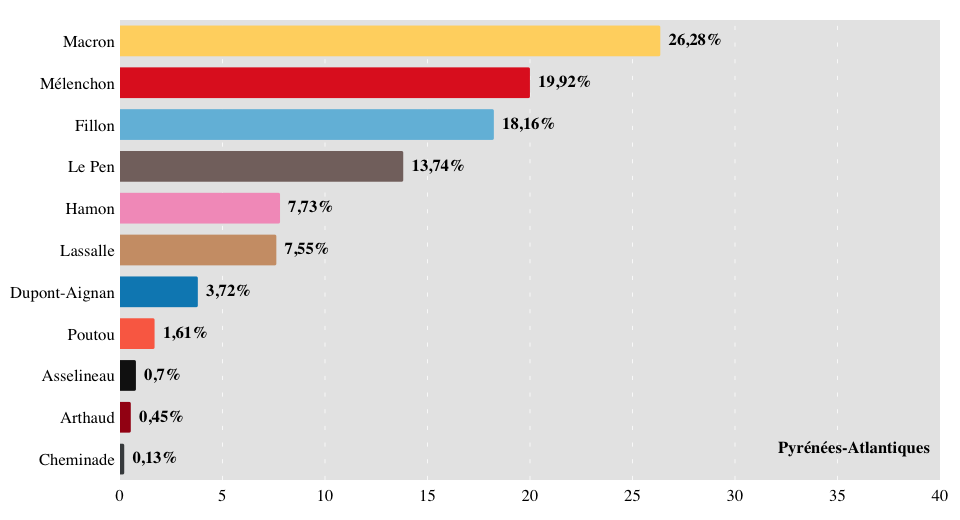 Macron 26,28%
Mélenchon 19,92%
Fillon 18,16%
Le Pen 13,74%
Hamon 7,73%
Lassalle 7,55%
Dupont-Aignan 3,72%
Poutou 1,61%
Asselineau 0,7%
Arthaud 0,45%
Pyrénées-Atlantiques
Cheminade 0,13%
0 5 10 15 20 25 30 35 40